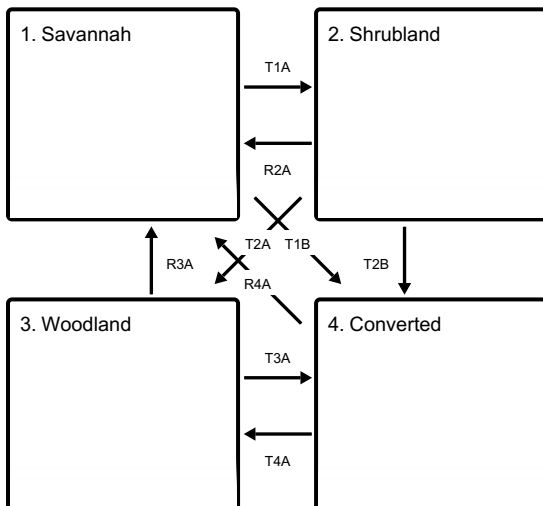 1. Savannah
2. Shrubland
T1A
R2A
T2A
T1B
R3A
R4A
T2B
3. Woodland
4. Converted
T3A
T4A